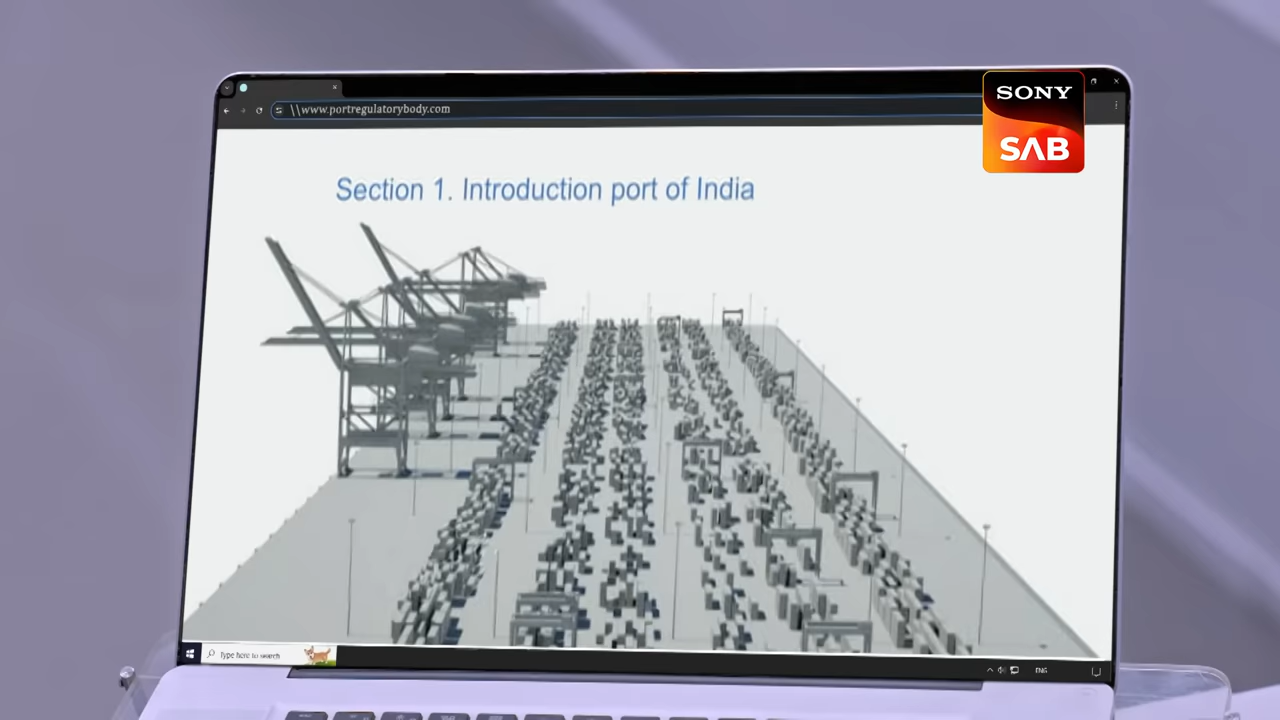 \\www.portregulatorybody.com
SONY
SAB
Section 1. Introduction port of India
Type here to search
ENG